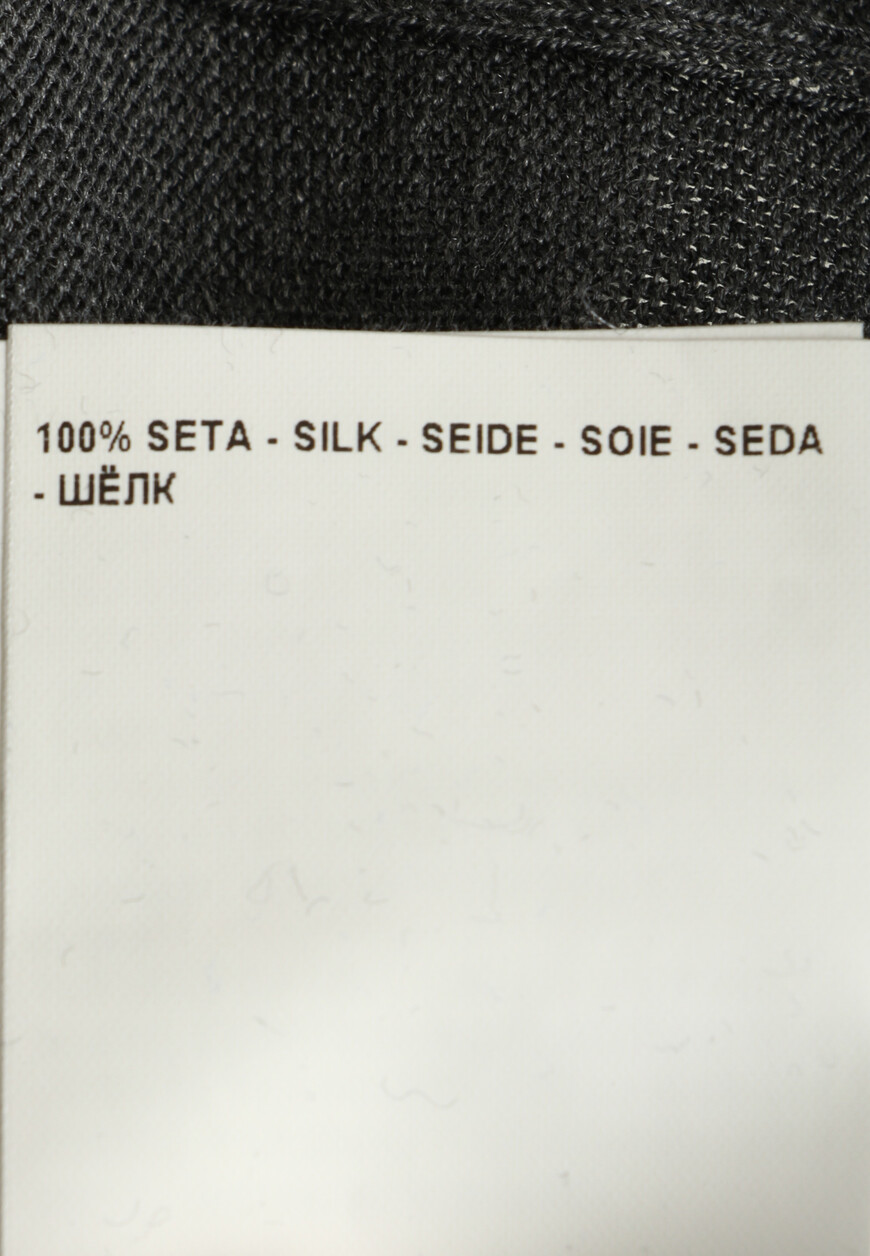 100% SETA - SILK - SEIDE - SOIE - SEDA
- ШЁЛК